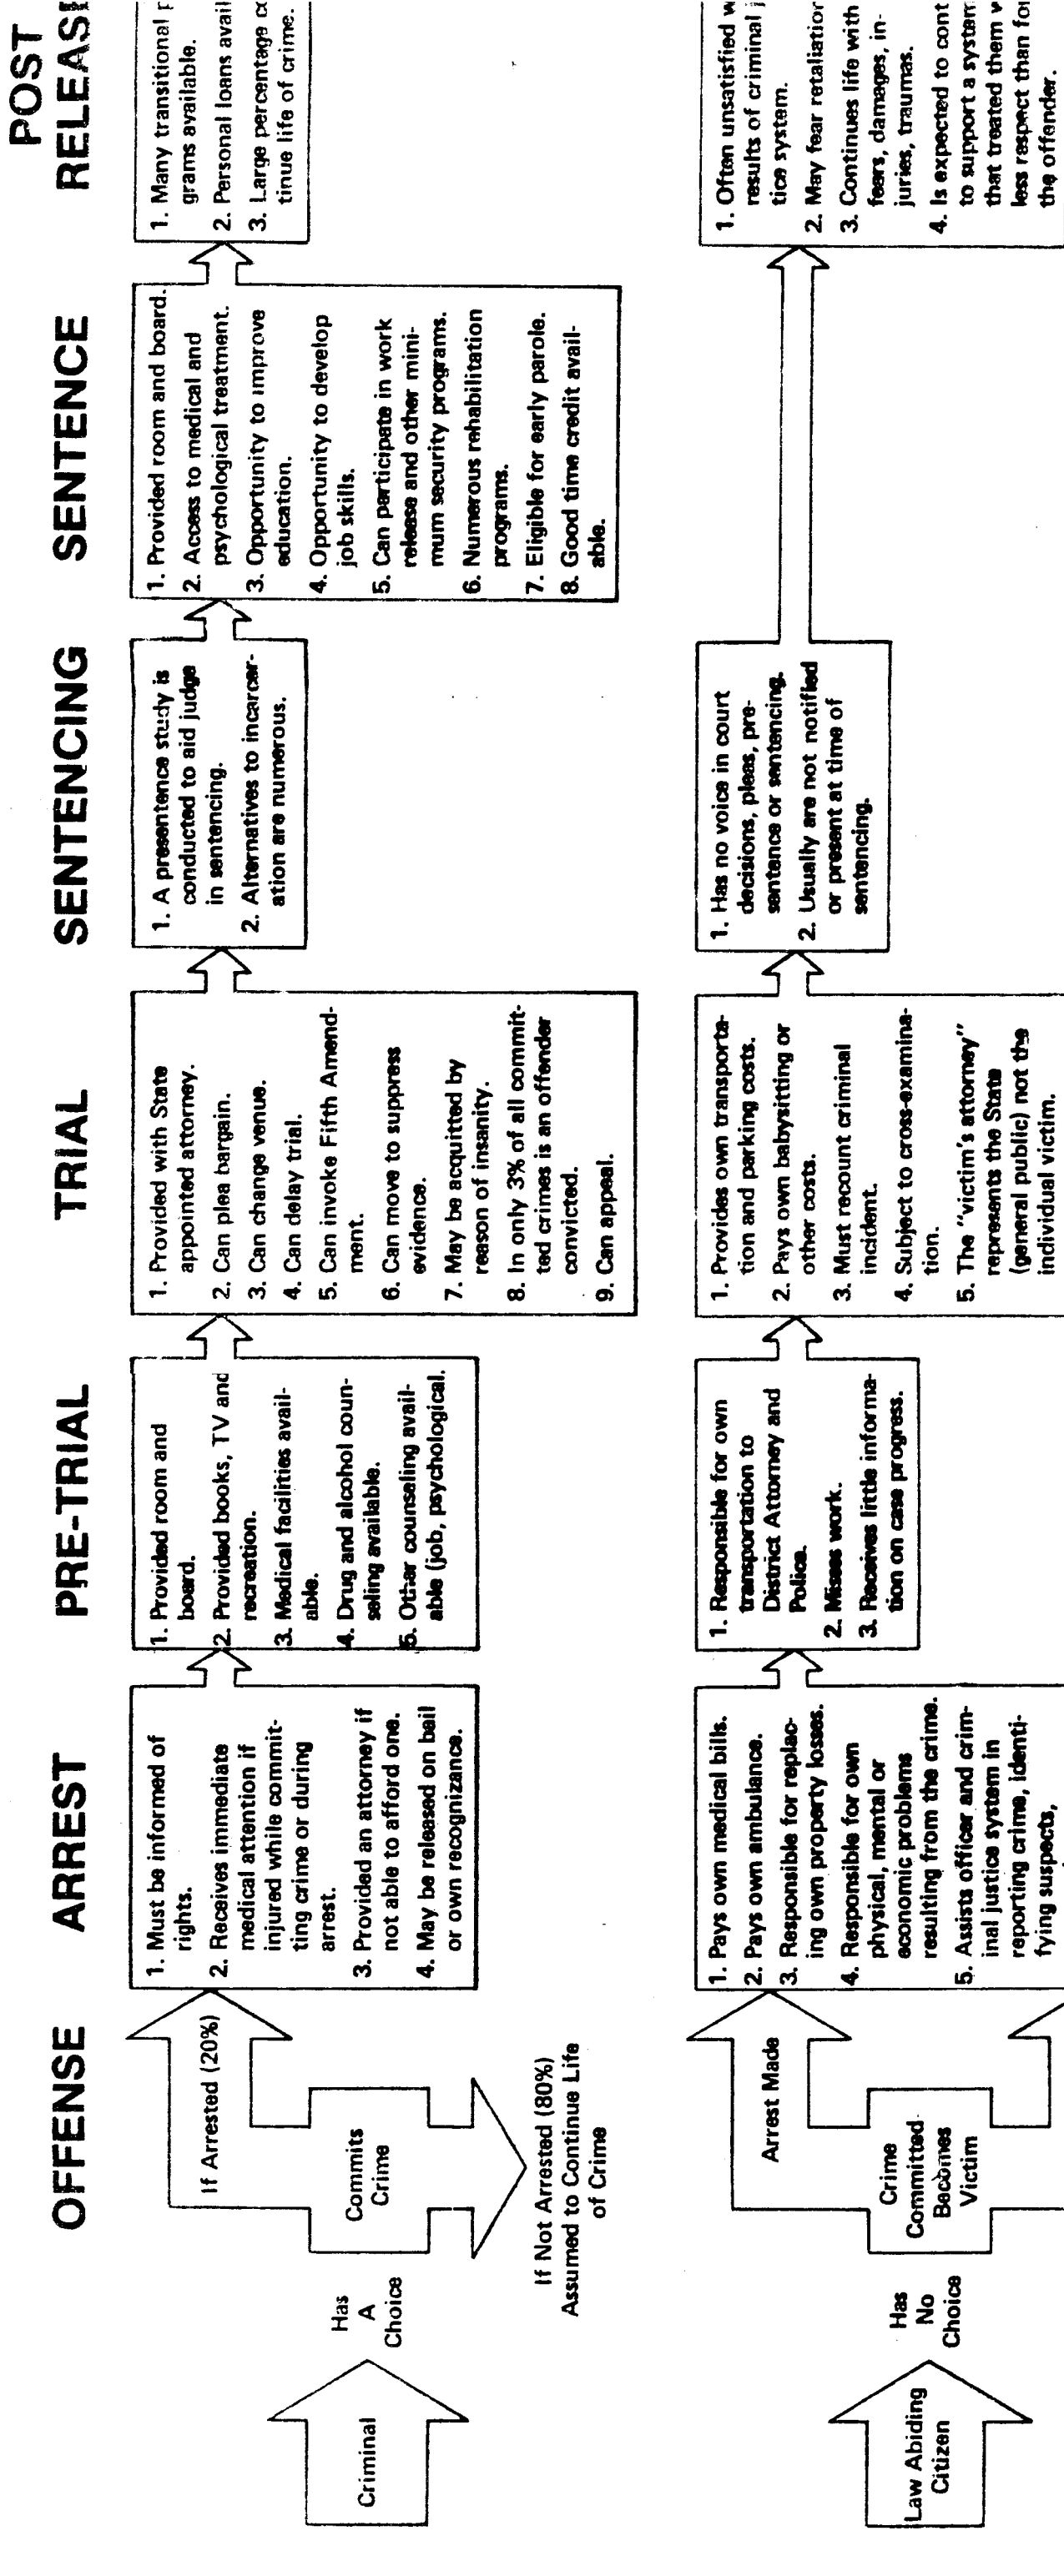 OFFENSE
ARREST
PRE-TRIAL
TRIAL
SENTENCING
SENTENCE
POST
Criminal
Has
A
Choice
Commits
Crime
If Arrested (20%)
If Not Arrested (80%)
Assumed to Continue Life
of Crime
1. Must be informed of
rights.
2. Receives immediate
medical attention if
injured while commit-
ting crime or during
arrest.
3. Provided an attorney if
not able to afford one.
4. May be released on bail
or own recognizance.
1. Provided room and
board.
2. Provided books, TV and
recreation.
3. Medical facilities avail-
able.
4. Drug and alcohol coun-
seling available.
5. Other counseling avail-
able (job, psychological.
1. Provided with State
appointed attorney.
2. Can plea bargain.
3. Can change venue.
4. Can delay trial.
5. Can invoke Fifth Amend-
ment.
6. Can move to suppress
evidence.
7. May be acquitted by
reason of insanity.
8. In only 3% of all commit-
ted crimes is an offender
convicted.
9. Can appeal.
1. A presentence study is
conducted to aid judge
in sentencing.
2. Alternatives to incarcer-
ation are numerous.
1. Provided room and board.
2. Access to medical and
psychological treatment.
3. Opportunity to improve
education.
4. Opportunity to develop
job skills.
5. Can participate in work
release and other mini-
mum security programs.
6. Numerous rehabilitation
programs.
7. Eligible for early parole.
8. Good time credit avail-
able.
1. Many transitional
grams available.
2. Personal loans
3. Large percentage
tinue life of crime.
Law Abiding
Citizen
Has
No
Choice
Crime
Committed
Becomes
Victim
Arrest Made
1. Pays own medical bills.
2. Pays own ambulance.
3. Responsible for replac-
ing own property losses.
4. Responsible for own
physical, mental or
economic problems
resulting from the crime.
5. Assists officer and crim-
inal justice system in
reporting crime, identi-
fying suspects,
1. Responsible for own
transportation to
District Attorney and
Police.
2. Misses work.
3. Receives little informa-
tion on case progress.
1. Provides own transporta-
tion and parking costs.
2. Pays own babysitting or
other costs.
3. Must recount criminal
incident.
4. Subject to cross-examina-
tion.
5. The "victim's attorney"
represents the State
(general public) not the
individual victim.
1. Has no voice in court
decisions, pleas, pre-
sentence or sentencing.
2. Usually are not notified
or present at time of
sentencing.
1. Often unsatisfied
results of criminal
tice system.
2. May fear retaliation
3. Continues life with
fears, damages, in-
juries, traumas.
4. Is expected to
to support a system
that treated them
less respect than
the offender.